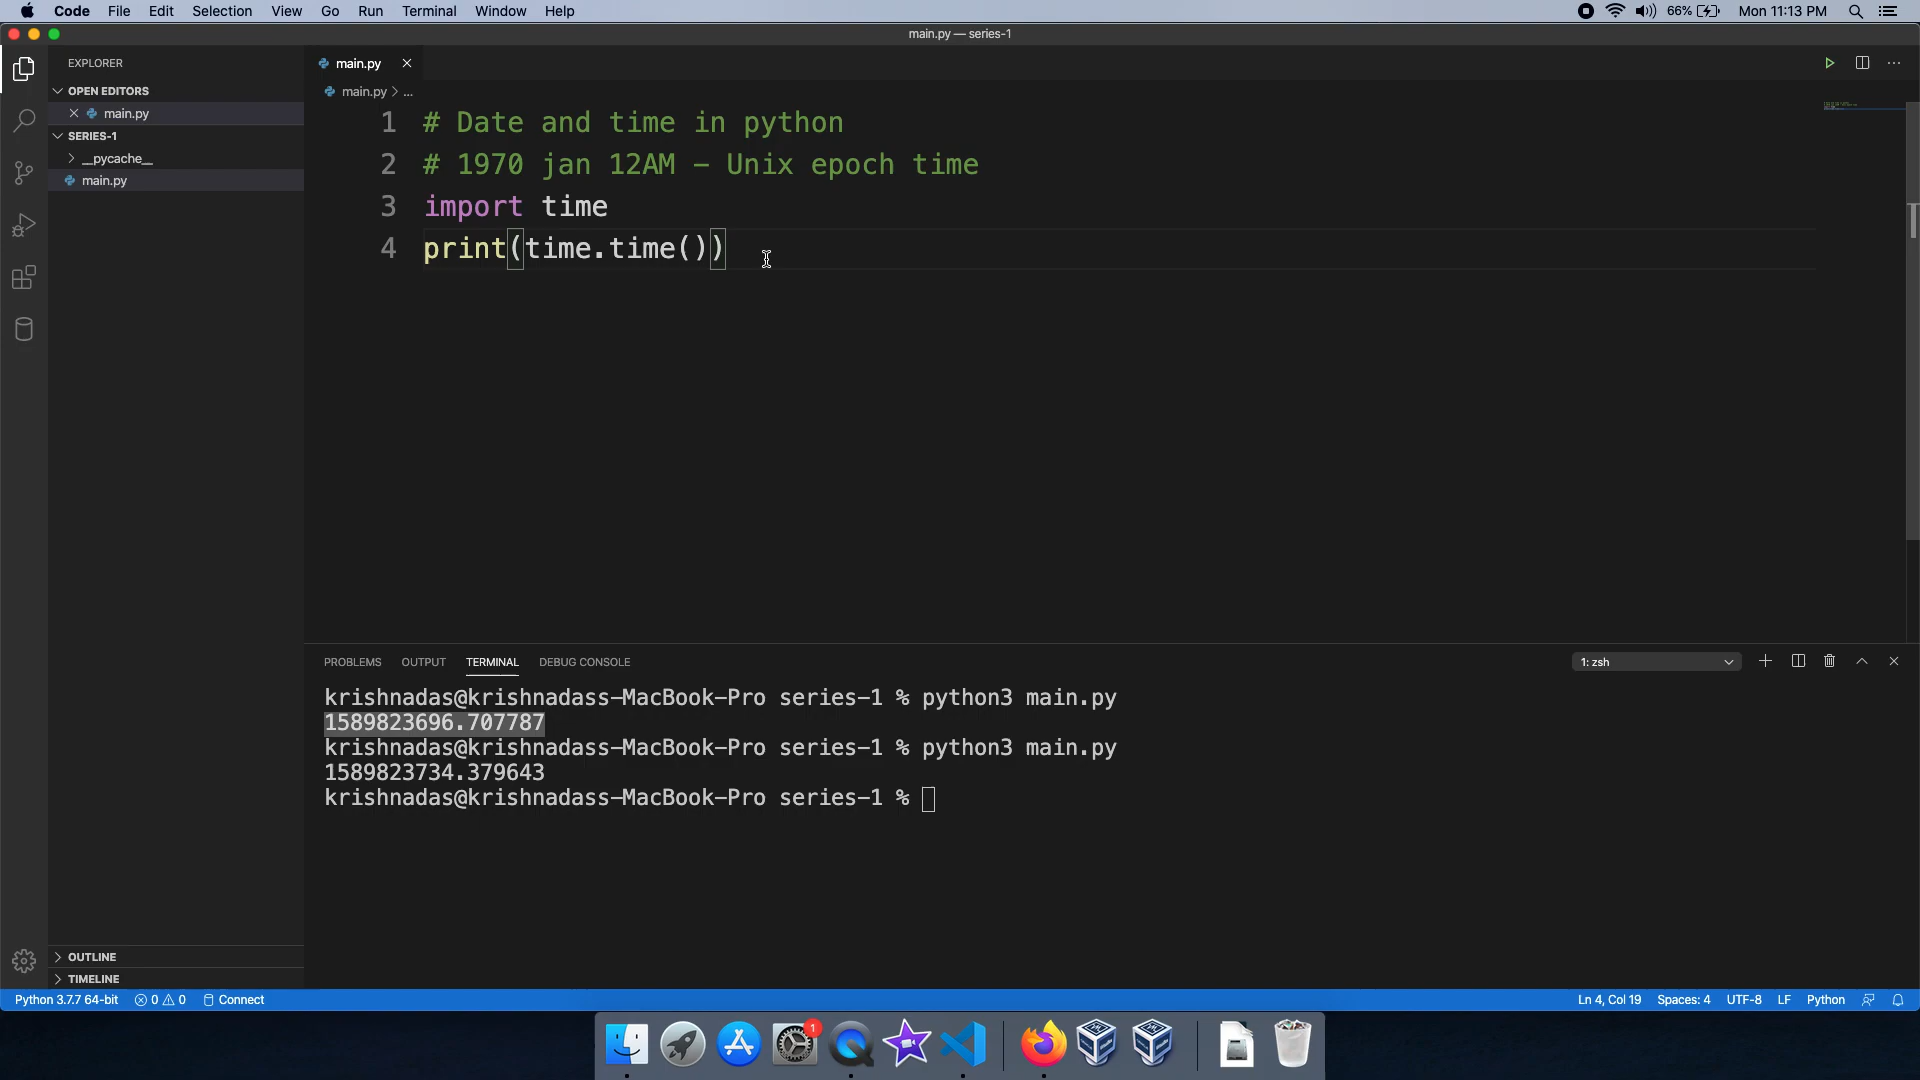 Code File Edit Selection View Go Run Terminal Window Help 66% Mon 11:13 PM
main.py — series-1
EXPLORER
main.py
OPEN EDITORS
main.py > ...
main.py
SERIES-1
__pycache__
main.py
1 # Date and time in python
2 # 1970 jan 12AM - Unix epoch time
3 import time
4 print(time.time())
PROBLEMS OUTPUT TERMINAL DEBUG CONSOLE 1: zsh
krishnadas@krishnadass-MacBook-Pro series-1 % python3 main.py
1589823696.707787
krishnadas@krishnadass-MacBook-Pro series-1 % python3 main.py
1589823734.379643
krishnadas@krishnadass-MacBook-Pro series-1 %
OUTLINE
TIMELINE
Python 3.7.7 64-bit 0 0 Connect Ln 4, Col 19 Spaces: 4 UTF-8 LF Python
1